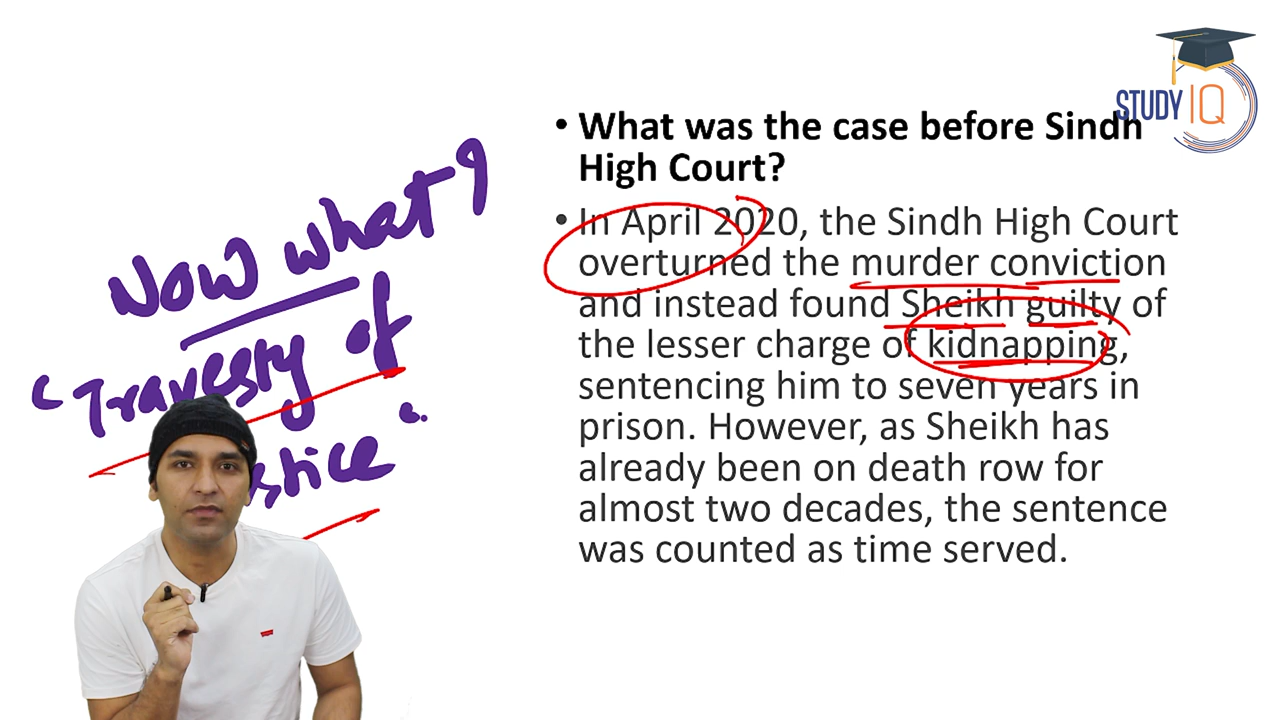 STUDY IQ
• What was the case before Sindh
High Court?
• In April 2020, the Sindh High Court
overturned the murder conviction
and instead found Sheikh guilty of
the lesser charge of kidnapping,
sentencing him to seven years in
prison. However, as Sheikh has
already been on death row for
almost two decades, the sentence
was counted as time served.
Now what?
"Travesty of
stice"